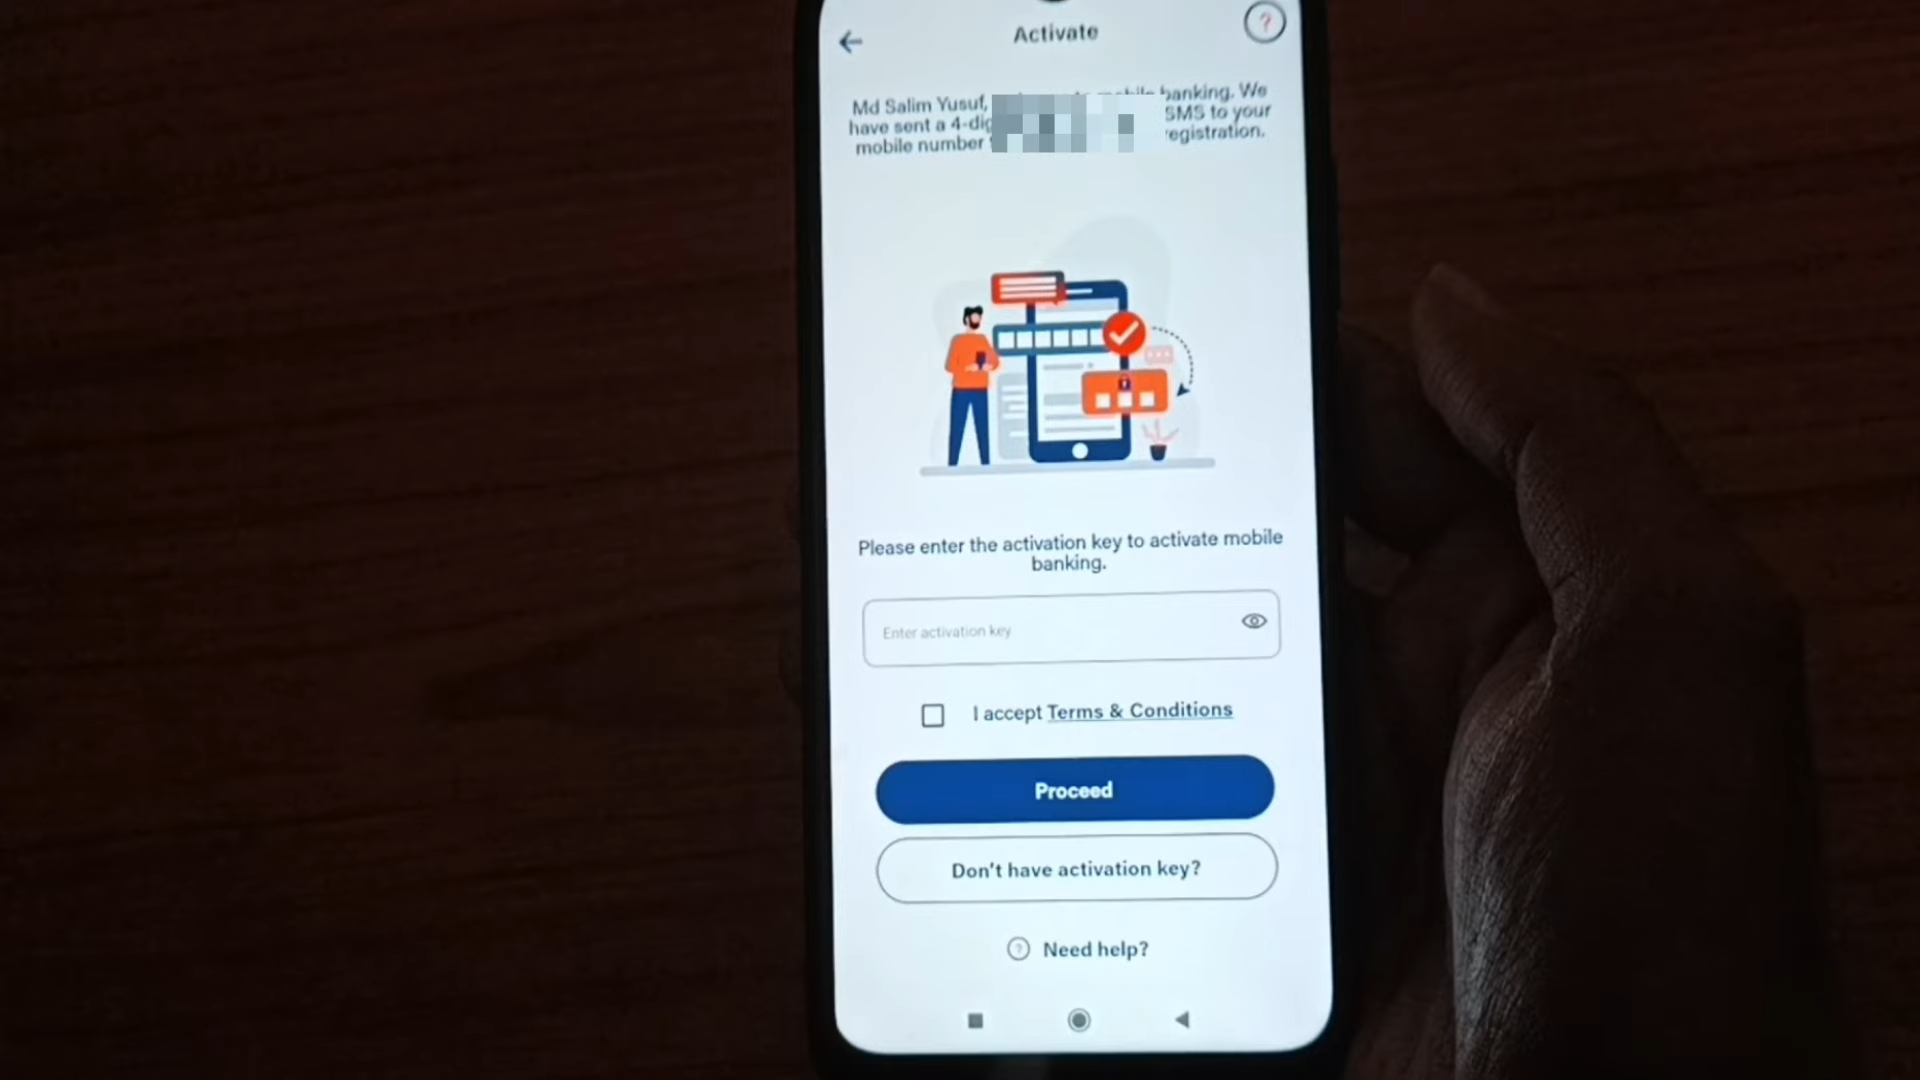 Activate
?
Md Salim Yusuf, mobile banking. We
have sent a 4-dig SMS to your
mobile number registration.
Please enter the activation key to activate mobile
banking.
Enter activation key
I accept Terms & Conditions
Proceed
Don't have activation key?
? Need help?